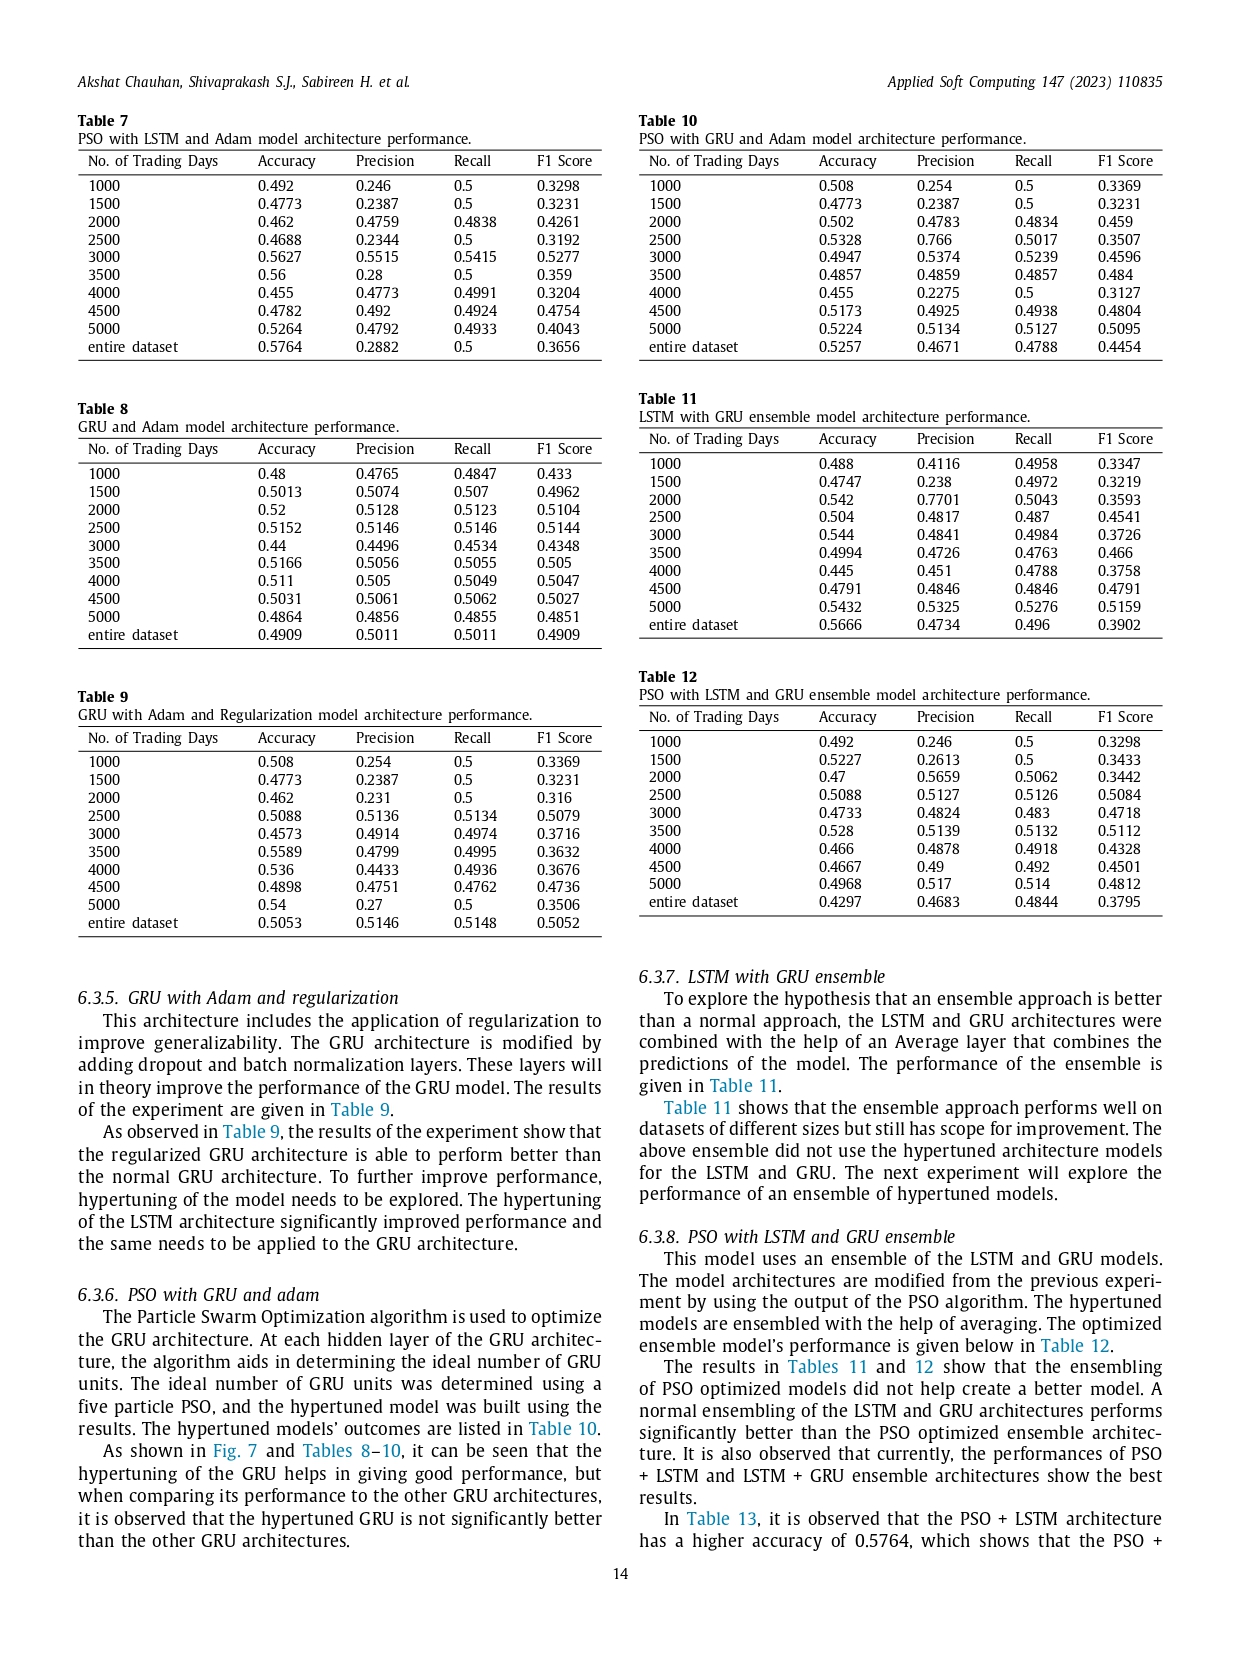 Akshat Chauhan, Shivaprakash S.J., Sabireen H. et al.
Applied Soft Computing 147 (2023) 110835
Table 7
PSO with LSTM and Adam model architecture performance.
No. of Trading Days Accuracy Precision Recall F1 Score
1000 0.492 0.246 0.5 0.3298
1500 0.4773 0.2387 0.5 0.3231
2000 0.462 0.4759 0.4838 0.4261
2500 0.4688 0.2344 0.5 0.3192
3000 0.5627 0.5515 0.5415 0.5277
3500 0.56 0.28 0.5 0.359
4000 0.455 0.4773 0.4991 0.3204
4500 0.4782 0.492 0.4924 0.4754
5000 0.5264 0.4792 0.4933 0.4043
entire dataset 0.5764 0.2882 0.5 0.3656
Table 8
GRU and Adam model architecture performance.
No. of Trading Days Accuracy Precision Recall F1 Score
1000 0.48 0.4765 0.4847 0.433
1500 0.5013 0.5074 0.507 0.4962
2000 0.52 0.5128 0.5123 0.5104
2500 0.5152 0.5146 0.5146 0.5144
3000 0.44 0.4496 0.4534 0.4348
3500 0.5166 0.5056 0.5055 0.505
4000 0.511 0.505 0.5049 0.5047
4500 0.5031 0.5061 0.5062 0.5027
5000 0.4864 0.4856 0.4855 0.4851
entire dataset 0.4909 0.5011 0.5011 0.4909
Table 9
GRU with Adam and Regularization model architecture performance.
No. of Trading Days Accuracy Precision Recall F1 Score
1000 0.508 0.254 0.5 0.3369
1500 0.4773 0.2387 0.5 0.3231
2000 0.462 0.231 0.5 0.316
2500 0.5088 0.5136 0.5134 0.5079
3000 0.4573 0.4914 0.4974 0.3716
3500 0.5589 0.4799 0.4995 0.3632
4000 0.536 0.4433 0.4936 0.3676
4500 0.4898 0.4751 0.4762 0.4736
5000 0.54 0.27 0.5 0.3506
entire dataset 0.5053 0.5146 0.5148 0.5052
6.3.5. GRU with Adam and regularization
This architecture includes the application of regularization to
improve generalizability. The GRU architecture is modified by
adding dropout and batch normalization layers. These layers will
in theory improve the performance of the GRU model. The results
of the experiment are given in Table 9.
As observed in Table 9, the results of the experiment show that
the regularized GRU architecture is able to perform better than
the normal GRU architecture. To further improve performance,
hypertuning of the model needs to be explored. The hypertuning
of the LSTM architecture significantly improved performance and
the same needs to be applied to the GRU architecture.
6.3.6. PSO with GRU and adam
The Particle Swarm Optimization algorithm is used to optimize
the GRU architecture. At each hidden layer of the GRU architec-
ture, the algorithm aids in determining the ideal number of GRU
units. The ideal number of GRU units was determined using a
five particle PSO, and the hypertuned model was built using the
results. The hypertuned models' outcomes are listed in Table 10.
As shown in Fig. 7 and Tables 8–10, it can be seen that the
hypertuning of the GRU helps in giving good performance, but
when comparing its performance to the other GRU architectures,
it is observed that the hypertuned GRU is not significantly better
than the other GRU architectures.
Table 10
PSO with GRU and Adam model architecture performance.
No. of Trading Days Accuracy Precision Recall F1 Score
1000 0.508 0.254 0.5 0.3369
1500 0.4773 0.2387 0.5 0.3231
2000 0.502 0.4783 0.4834 0.459
2500 0.5328 0.766 0.5017 0.3507
3000 0.4947 0.5374 0.5239 0.4596
3500 0.4857 0.4859 0.4857 0.484
4000 0.455 0.2275 0.5 0.3127
4500 0.5173 0.4925 0.4938 0.4804
5000 0.5224 0.5134 0.5127 0.5095
entire dataset 0.5257 0.4671 0.4788 0.4454
Table 11
LSTM with GRU ensemble model architecture performance.
No. of Trading Days Accuracy Precision Recall F1 Score
1000 0.488 0.4116 0.4958 0.3347
1500 0.4747 0.238 0.4972 0.3219
2000 0.542 0.7701 0.5043 0.3593
2500 0.504 0.4817 0.487 0.4541
3000 0.544 0.4841 0.4984 0.3726
3500 0.4994 0.4726 0.4763 0.466
4000 0.445 0.451 0.4788 0.3758
4500 0.4791 0.4846 0.4846 0.4791
5000 0.5432 0.5325 0.5276 0.5159
entire dataset 0.5666 0.4734 0.496 0.3902
Table 12
PSO with LSTM and GRU ensemble model architecture performance.
No. of Trading Days Accuracy Precision Recall F1 Score
1000 0.492 0.246 0.5 0.3298
1500 0.5227 0.2613 0.5 0.3433
2000 0.47 0.5659 0.5062 0.3442
2500 0.5088 0.5127 0.5126 0.5084
3000 0.4733 0.4824 0.483 0.4718
3500 0.528 0.5139 0.5132 0.5112
4000 0.466 0.4878 0.4918 0.4328
4500 0.4667 0.49 0.492 0.4501
5000 0.4968 0.517 0.514 0.4812
entire dataset 0.4297 0.4683 0.4844 0.3795
6.3.7. LSTM with GRU ensemble
To explore the hypothesis that an ensemble approach is better
than a normal approach, the LSTM and GRU architectures were
combined with the help of an Average layer that combines the
predictions of the model. The performance of the ensemble is
given in Table 11.
Table 11 shows that the ensemble approach performs well on
datasets of different sizes but still has scope for improvement. The
above ensemble did not use the hypertuned architecture models
for the LSTM and GRU. The next experiment will explore the
performance of an ensemble of hypertuned models.
6.3.8. PSO with LSTM and GRU ensemble
This model uses an ensemble of the LSTM and GRU models.
The model architectures are modified from the previous experi-
ment by using the output of the PSO algorithm. The hypertuned
models are ensembled with the help of averaging. The optimized
ensemble model's performance is given below in Table 12.
The results in Tables 11 and 12 show that the ensembling
of PSO optimized models did not help create a better model. A
normal ensembling of the LSTM and GRU architectures performs
significantly better than the PSO optimized ensemble architec-
ture. It is also observed that currently, the performances of PSO
+ LSTM and LSTM + GRU ensemble architectures show the best
results.
In Table 13, it is observed that the PSO + LSTM architecture
has a higher accuracy of 0.5764, which shows that the PSO +
14